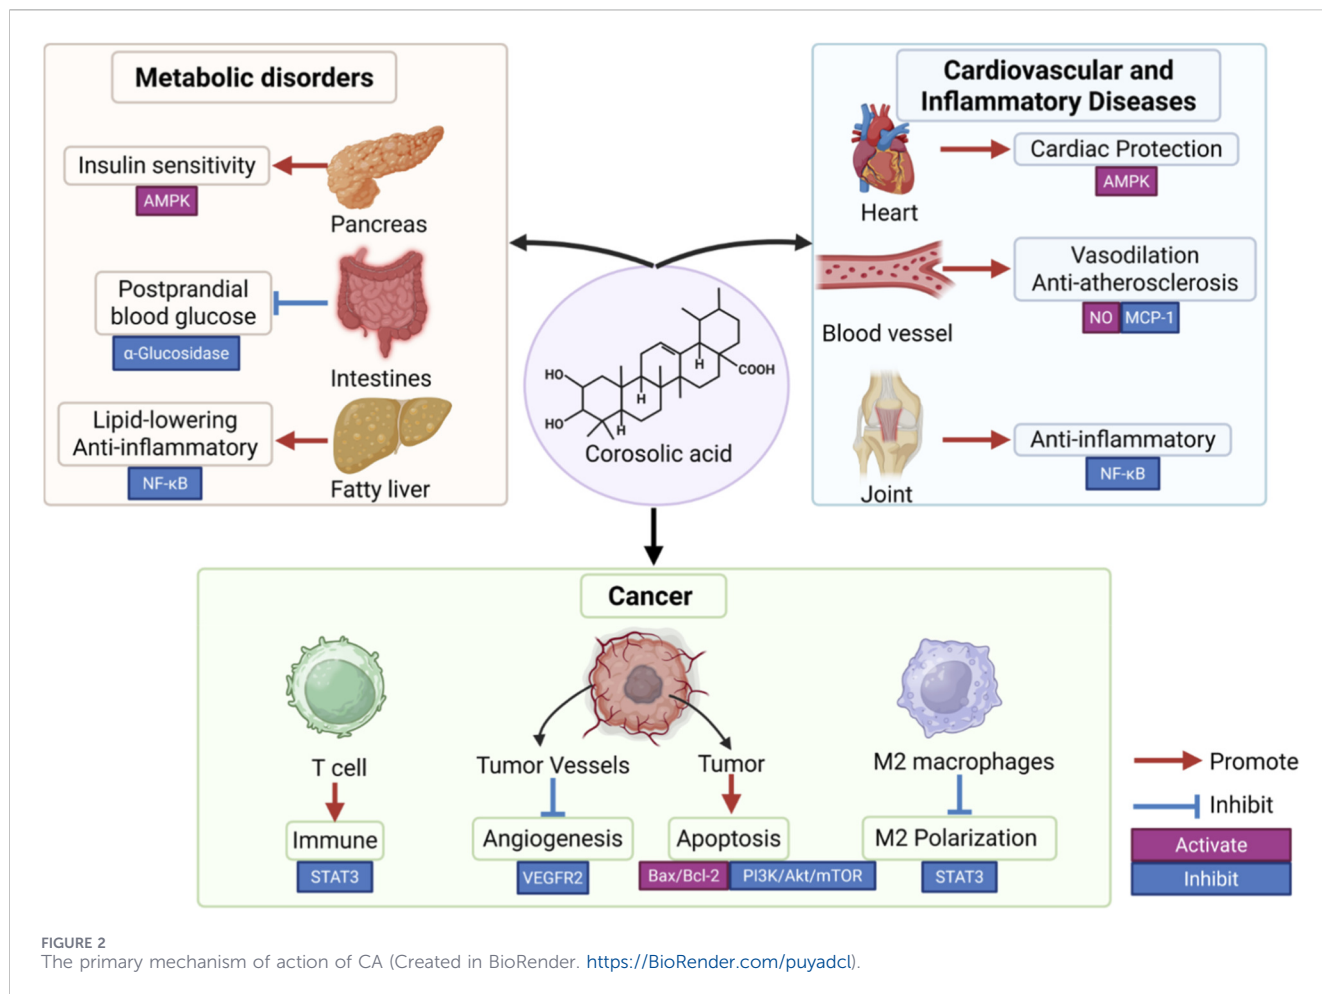 Metabolic disorders
Insulin sensitivity
AMPK
Pancreas
Postprandial
blood glucose
α-Glucosidase
Intestines
Lipid-lowering
Anti-inflammatory
NF-κB
Fatty liver
HO
HO
H
H
H
COOH
Corosolic acid
Cardiovascular and
Inflammatory Diseases
Heart
Cardiac Protection
AMPK
Blood vessel
Vasodilation
Anti-atherosclerosis
NO MCP-1
Joint
Anti-inflammatory
NF-κB
Cancer
T cell
Immune
STAT3
Tumor Vessels
Angiogenesis
VEGFR2
Tumor
Apoptosis
Bax/Bcl-2 PI3K/Akt/mTOR
M2 macrophages
M2 Polarization
STAT3
Promote
Inhibit
Activate
Inhibit
FIGURE 2
The primary mechanism of action of CA (Created in BioRender. https://BioRender.com/puyadcl).